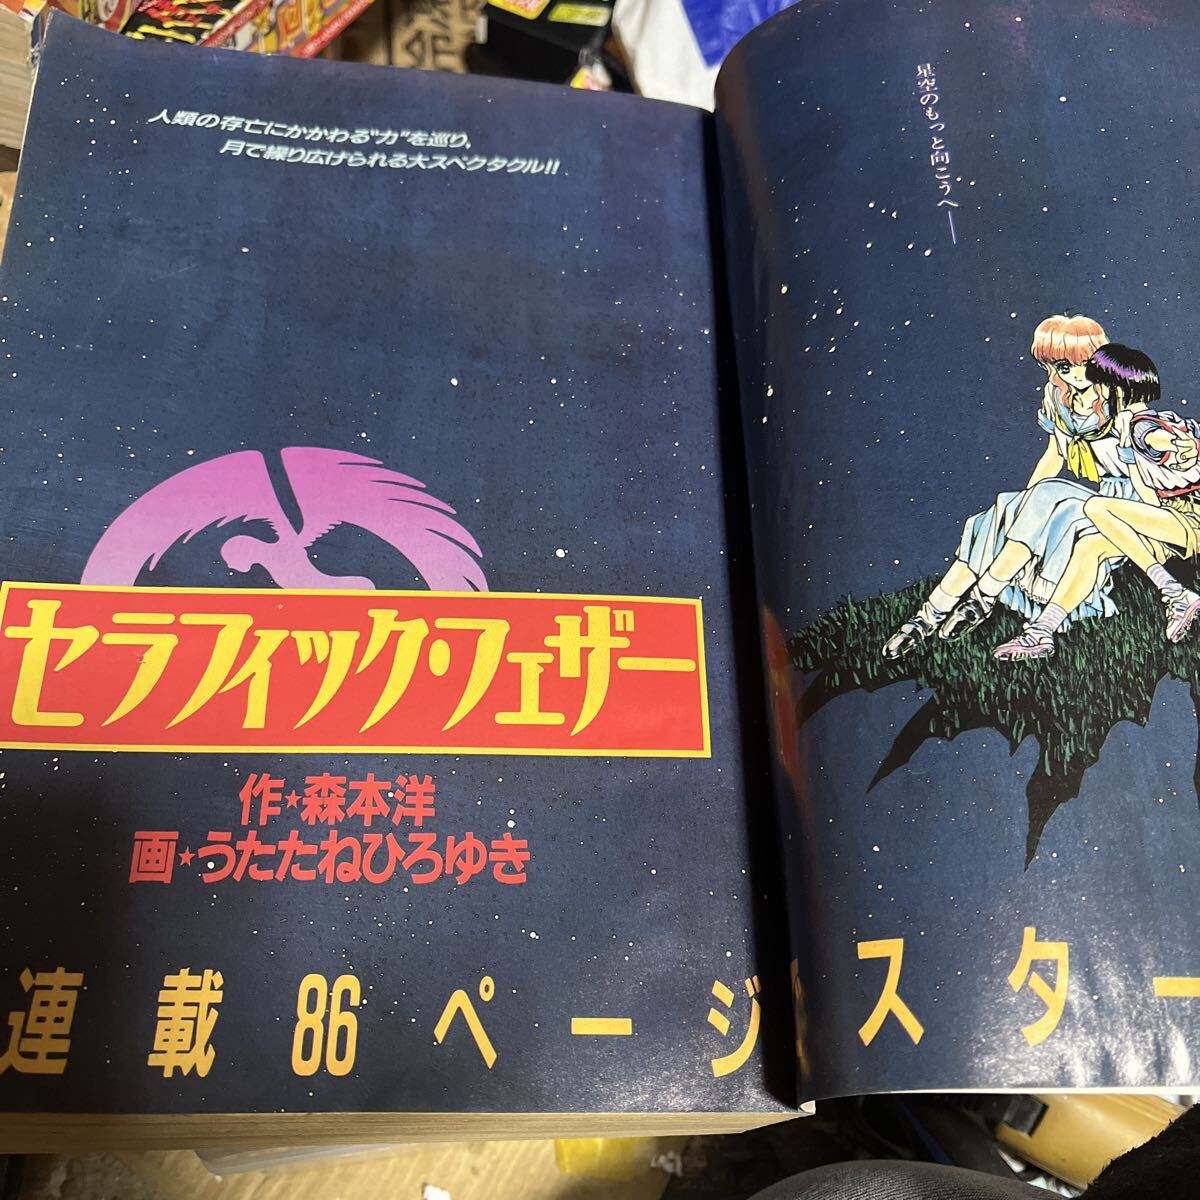 人類の存亡にかかわる"力"を巡り、
月で繰り広げられる大スペクタクル!!
星空のもっと向こうへ──
セラフィック・フェザー
作★森本洋
画★うたたねひろゆき
連載86ページスター